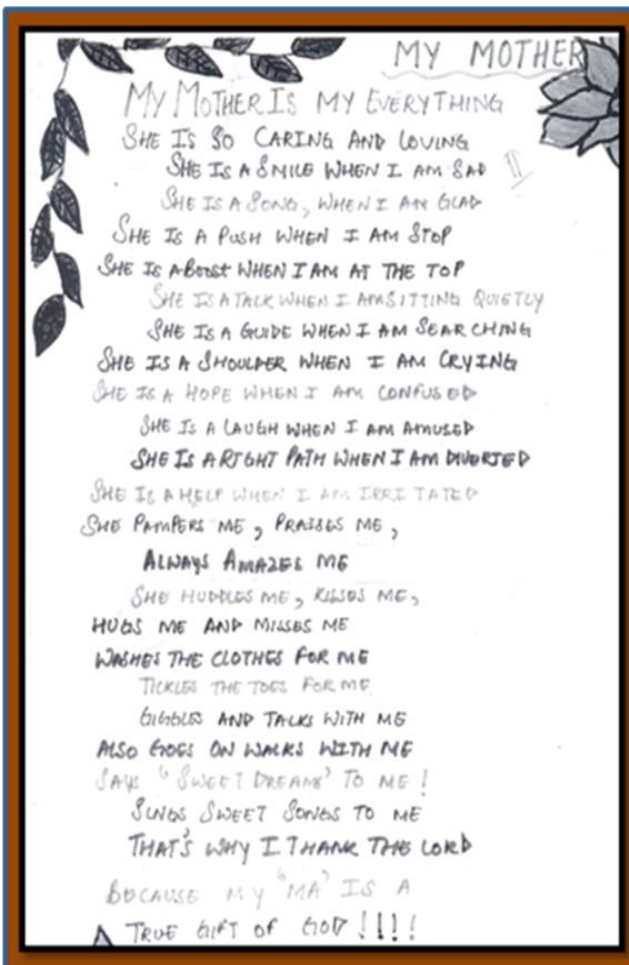 MY MOTHER
MY MOTHER IS MY EVERYTHING
SHE IS SO CARING AND LOVING
SHE IS A SMILE WHEN I AM SAD
SHE IS A SONG, WHEN I AM GLAD
SHE IS A PUSH WHEN I AM STOP
SHE IS A BOOST WHEN I AM AT THE TOP
SHE IS A TALK WHEN I AM SITTING QUIETLY
SHE IS A GUIDE WHEN I AM SEARCHING
SHE IS A SHOULDER WHEN I AM CRYING
SHE IS A HOPE WHEN I AM CONFUSED
SHE IS A LAUGH WHEN I AM AMUSED
SHE IS A RIGHT PATH WHEN I AM DIVERTED
SHE IS A HELP WHEN I AM IRRITATED
SHE PAMPERS ME, PRAISES ME,
ALWAYS AMAZES ME
SHE HUDDLES ME, KISSES ME,
HUGS ME AND MISSES ME
WASHES THE CLOTHES FOR ME
TICKLES THE TOES FOR ME
GIGGLES AND TALKS WITH ME
ALSO GOES ON WALKS WITH ME
SAYS "SWEET DREAMS' TO ME!
SINGS SWEET SONGS TO ME
THAT'S WHY I THANK THE LORD
BECAUSE MY 'MA' IS A
TRUE GIFT OF GOD !!!!